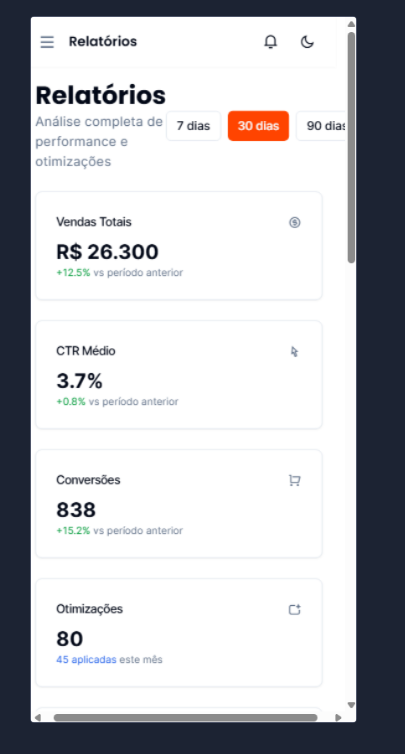 Relatórios
Relatórios
Análise completa de
performance e
otimizações
7 dias
30 dias
90 dias
Vendas Totais
R$ 26.300
+12.5% vs período anterior
CTR Médio
3.7%
+0.8% vs período anterior
Conversões
838
+15.2% vs período anterior
Otimizações
80
45 aplicadas este mês